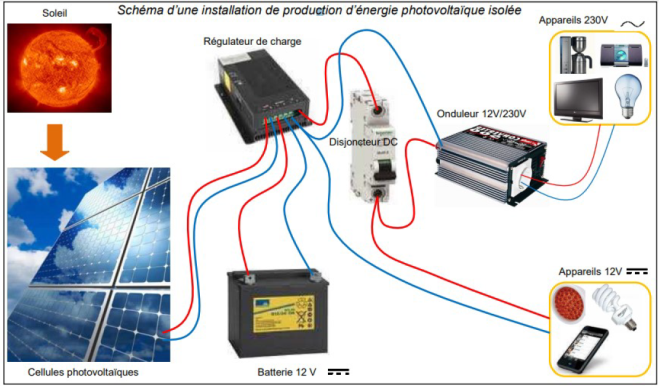 Schéma d'une installation de production d'énergie photovoltaïque isolée
Soleil
Régulateur de charge
Appareils 230V
Disjoncteur DC
Onduleur 12V/230V
Appareils 12V
Cellules photovoltaïques
Batterie 12 V